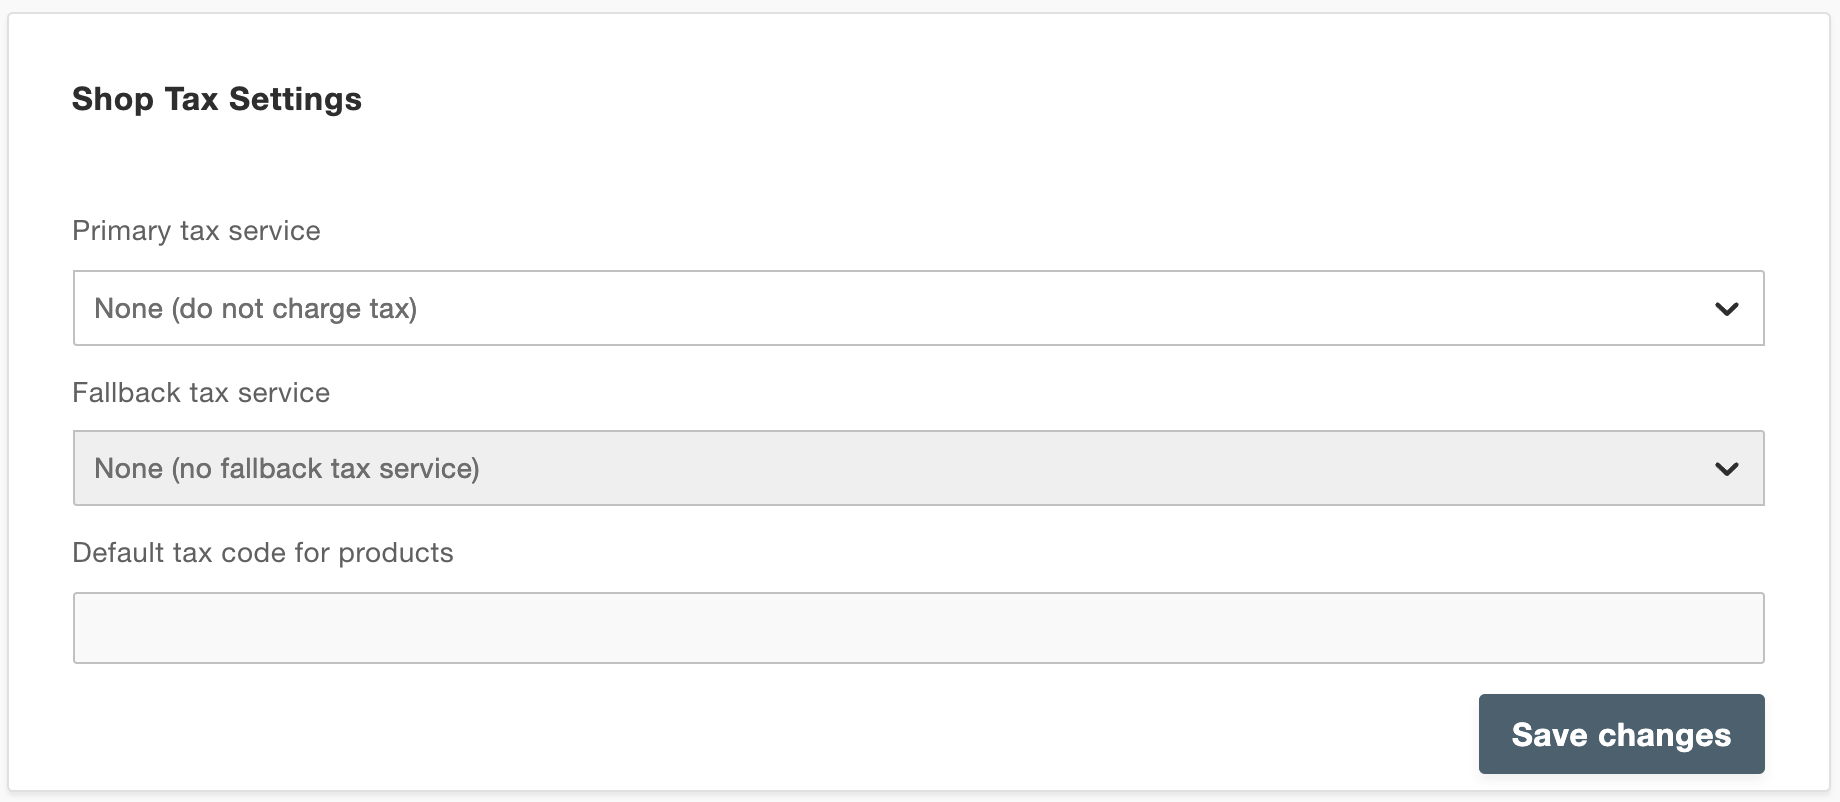 Shop Tax Settings
Primary tax service
None (do not charge tax)
Fallback tax service
None (no fallback tax service)
Default tax code for products
Save changes